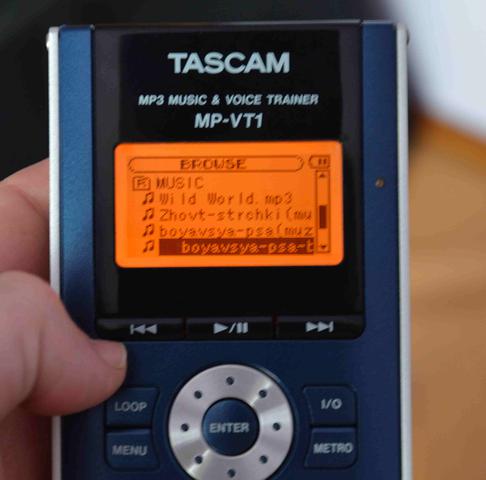 TASCAM
MP3 MUSIC & VOICE TRAINER
MP-VT1
BROWSE
MUSIC
Wild World.mp3
Zhovt-strchki(mu
boyavsya-psa(muz
boyavsya-psa-t
LOOP
I/O
ENTER
MENU
METRO